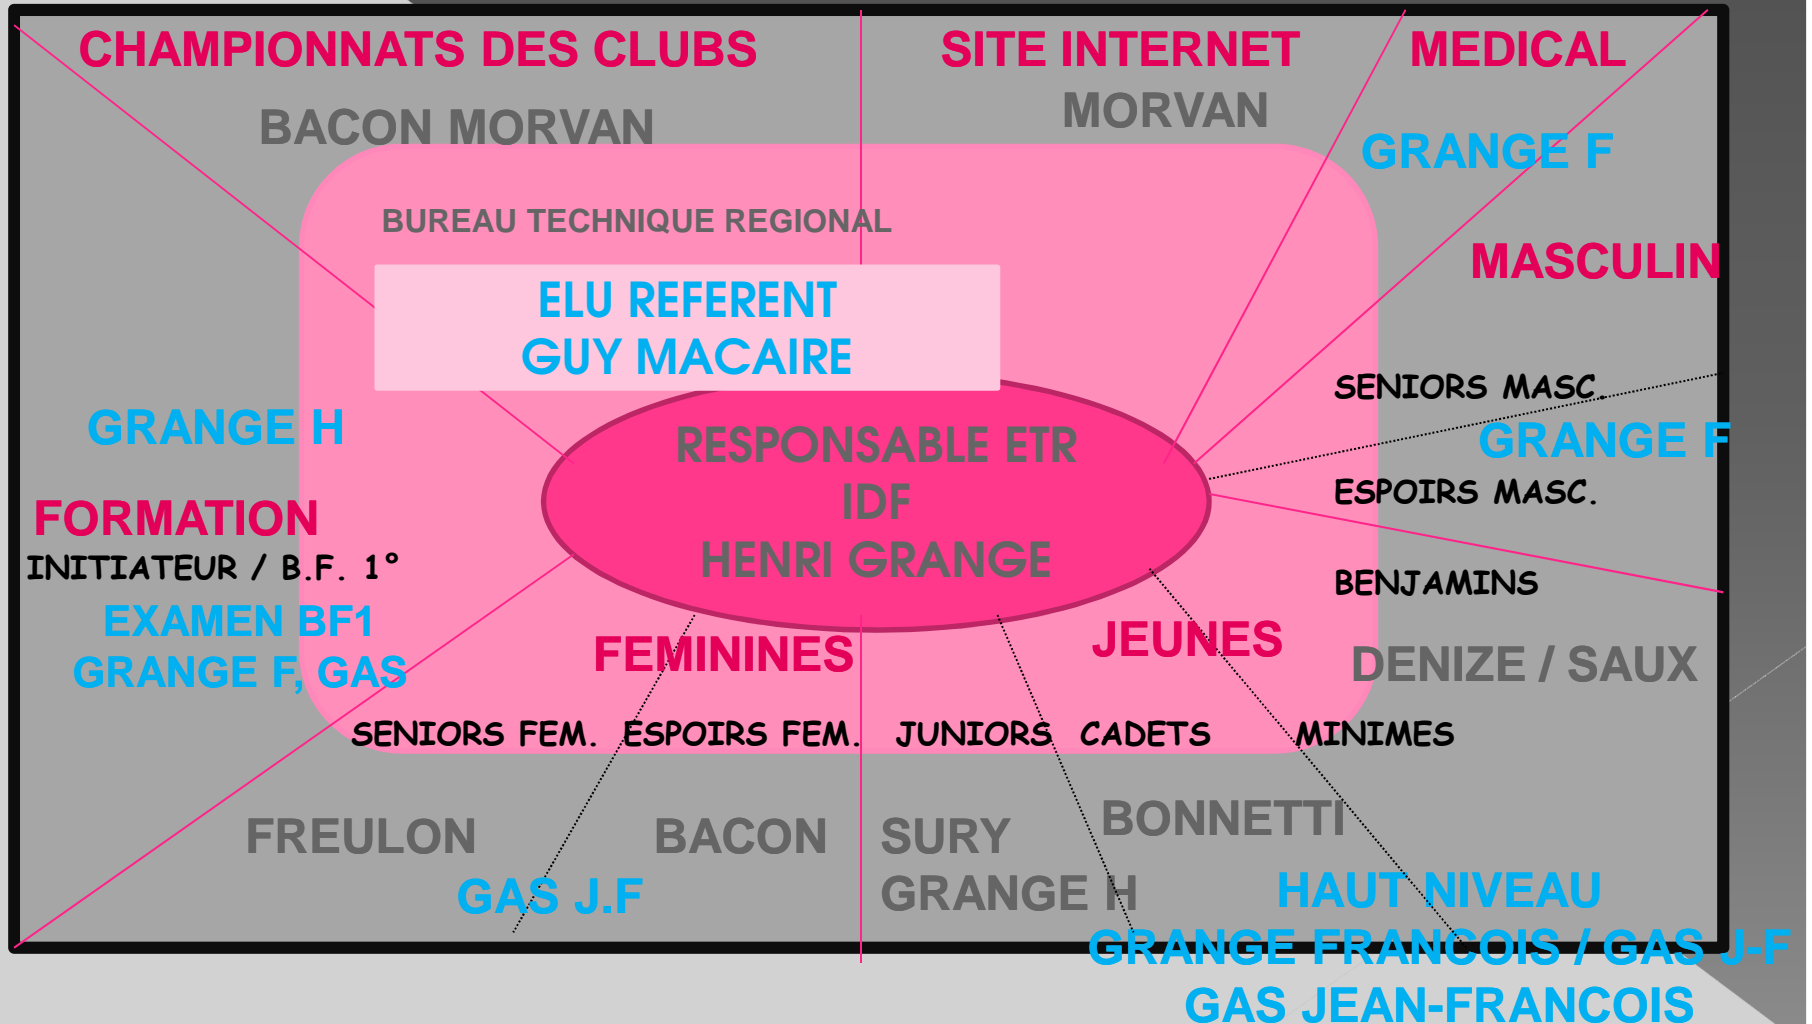 CHAMPIONNATS DES CLUBS
SITE INTERNET
MEDICAL
BACON MORVAN
MORVAN
GRANGE F
BUREAU TECHNIQUE REGIONAL
MASCULIN
ELU REFERENT
GUY MACAIRE
SENIORS MASC.
GRANGE H
GRANGE F
RESPONSABLE ETR
IDF
HENRI GRANGE
ESPOIRS MASC.
FORMATION
INITIATEUR / B.F. 1°
BENJAMINS
EXAMEN BF1
GRANGE F, GAS
FEMININES
JEUNES
DENIZE / SAUX
SENIORS FEM.
ESPOIRS FEM.
JUNIORS
CADETS
MINIMES
FREULON
BACON
SURY
BONNETTI
GAS J.F
GRANGE H
HAUT NIVEAU
GRANGE FRANCOIS / GAS J-F
GAS JEAN-FRANCOIS